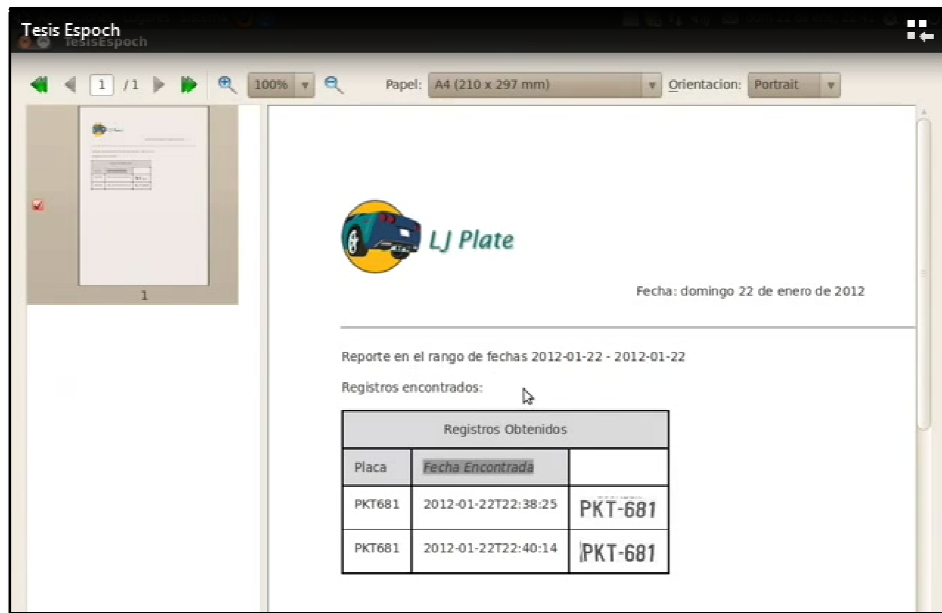 Tesis Espoch
TesisEspoch
1 / 1 100% Papel: A4 (210 x 297 mm) Orientacion: Portrait
1
LJ Plate
Fecha: domingo 22 de enero de 2012
Reporte en el rango de fechas 2012-01-22 - 2012-01-22
Registros encontrados:
Registros Obtenidos
Placa Fecha Encontrada
PKT681 2012-01-22T22:38:25 PKT-681
PKT681 2012-01-22T22:40:14 PKT-681